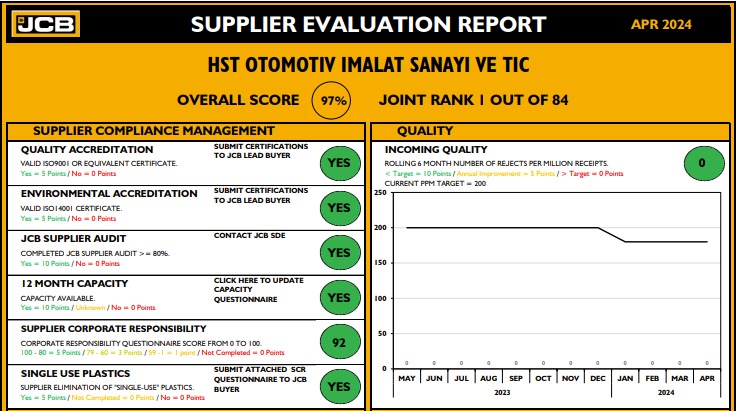 JCB
SUPPLIER EVALUATION REPORT
APR 2024
HST OTOMOTIV IMALAT SANAYI VE TIC
OVERALL SCORE 97% JOINT RANK 1 OUT OF 84
SUPPLIER COMPLIANCE MANAGEMENT
QUALITY ACCREDITATION
SUBMIT CERTIFICATIONS
TO JCB LEAD BUYER
VALID ISO9001 OR EQUIVALENT CERTIFICATE.
Yes = 5 Points / No = 0 Points
YES
ENVIRONMENTAL ACCREDITATION
SUBMIT CERTIFICATIONS
TO JCB LEAD BUYER
VALID ISO14001 CERTIFICATE.
Yes = 5 Points / No = 0 Points
YES
JCB SUPPLIER AUDIT
CONTACT JCB SDE
COMPLETED JCB SUPPLIER AUDIT >= 80%.
Yes = 10 Points / No = 0 Points
YES
12 MONTH CAPACITY
CLICK HERE TO UPDATE
CAPACITY
QUESTIONNAIRE
CAPACITY AVAILABLE.
Yes = 10 Points / Unknown / No = 0 Points
YES
SUPPLIER CORPORATE RESPONSIBILITY
CORPORATE RESPONSIBILITY QUESTIONNAIRE SCORE FROM 0 TO 100.
100 - 80 = 5 Points / 79 - 60 = 3 Points / 59 -1 = 1 point / Not Completed = 0 Points
92
SINGLE USE PLASTICS
SUBMIT ATTACHED SCR
QUESTIONNAIRE TO JCB
BUYER
SUPPLIER ELIMINATION OF "SINGLE-USE" PLASTICS.
Yes = 5 Points / Not Completed = 0 Points / No = 0 Points
YES
QUALITY
INCOMING QUALITY
ROLLING 6 MONTH NUMBER OF REJECTS PER MILLION RECEIPTS.
< Target = 10 Points / Annual Improvement = 5 Points / > Target = 0 Points
CURRENT PPM TARGET = 200
0
250
200
150
100
50
0
0 0 0 0 0 0 0 0 0 0 0 0
MAY JUN JUL AUG SEP OCT NOV DEC JAN FEB MAR APR
2023 2024